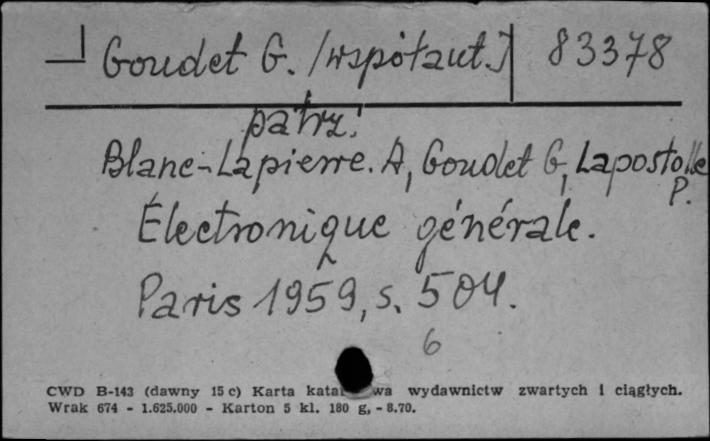 Goudet G. /współaut.] 83378
patrz:
Blanc-Lapierre. A, Goudet G, Lapostolle
P.
Électronique générale.
Paris 1959, s. 504.
6
CWD B-143 (dawny 15 c) Karta kata wa wydawnictw zwartych i ciągłych.
Wrak 674 - 1.625.000 - Karton 5 kl. 180 g, - 8.70.